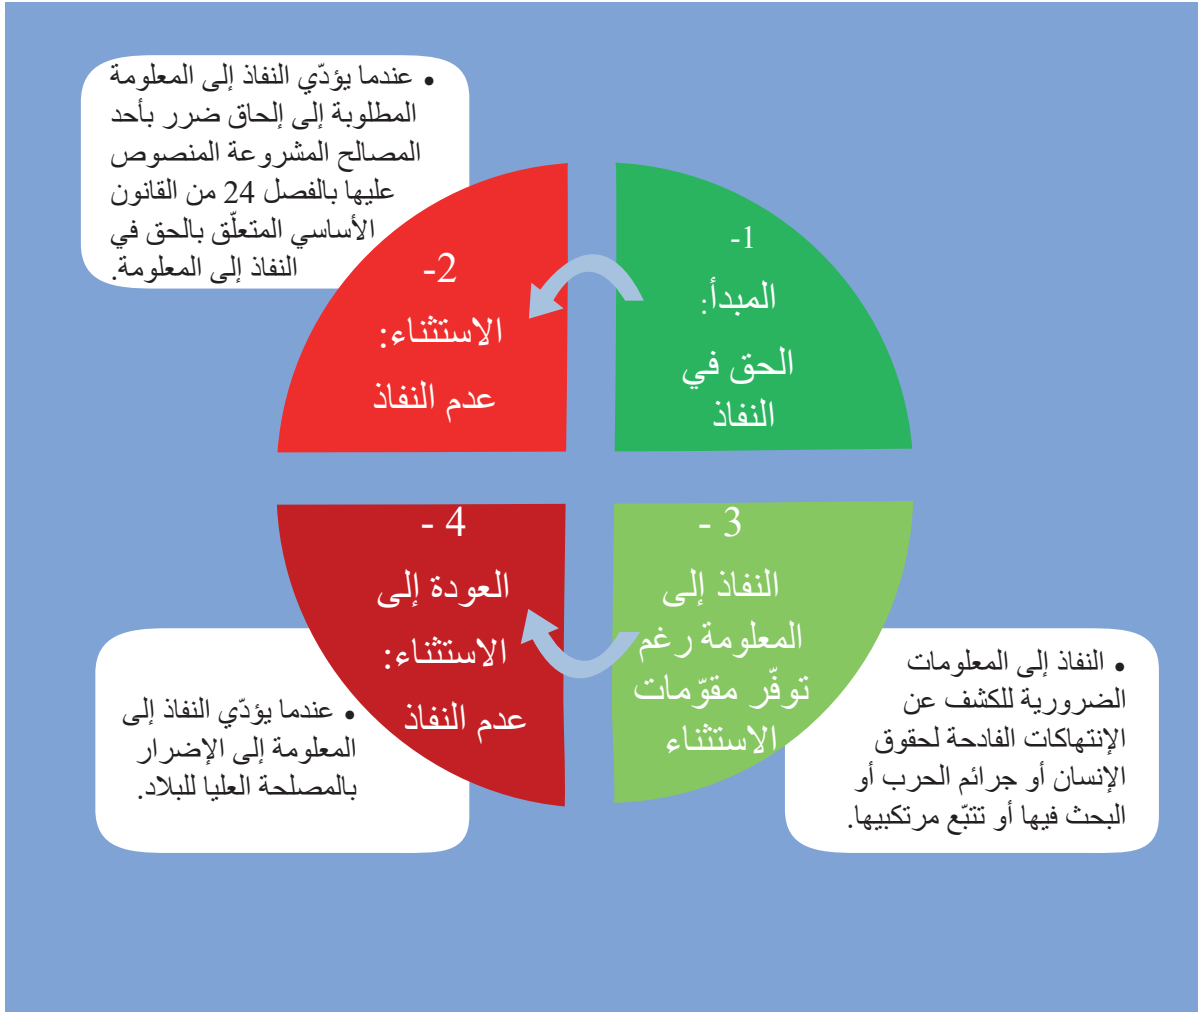 • عندما يؤدّي النفاذ إلى المعلومة
المطلوبة إلى إلحاق ضرر بأحد
المصالح المشروعة المنصوص
عليها بالفصل 24 من القانون
الأساسي المتعلّق بالحق في
النفاذ إلى المعلومة.
1-
المبدأ:
الحق في
النفاذ
2-
الاستثناء:
عدم النفاذ
3 -
النفاذ إلى
المعلومة رغم
توفّر مقوّمات
الاستثناء
4 -
العودة إلى
الاستثناء:
عدم النفاذ
• النفاذ إلى المعلومات
الضرورية للكشف عن
الإنتهاكات الفادحة لحقوق
الإنسان أو جرائم الحرب أو
البحث فيها أو تتبّع مرتكبيها.
• عندما يؤدّي النفاذ إلى
المعلومة إلى الإضرار
بالمصلحة العليا للبلاد.